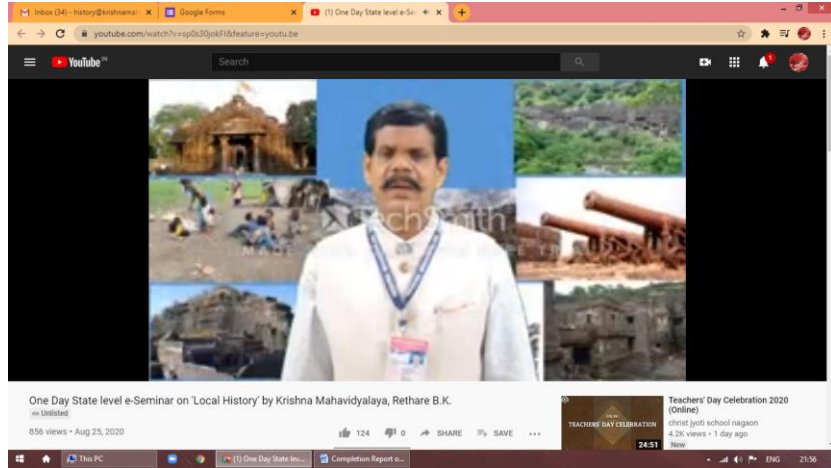 Inbox (34) - history@krishnamah
Google Forms
(1) One Day State level e-Se
youtube.com/watch?v=sp0s30jokFI&feature=youtu.be
YouTube IN
Search
TechSmith
MADE
One Day State level e-Seminar on 'Local History' by Krishna Mahavidyalaya, Rethare B.K.
Unlisted
856 views • Aug 25, 2020
124
0
SHARE
SAVE
TEACHERS' DAY CELEBRATION
24:51
Teachers' Day Celebration 2020
(Online)
christ jyoti school nagaon
4.2K views • 1 day ago
New
This PC
(1) One Day State lev...
Completion Report o...
ENG
21:56